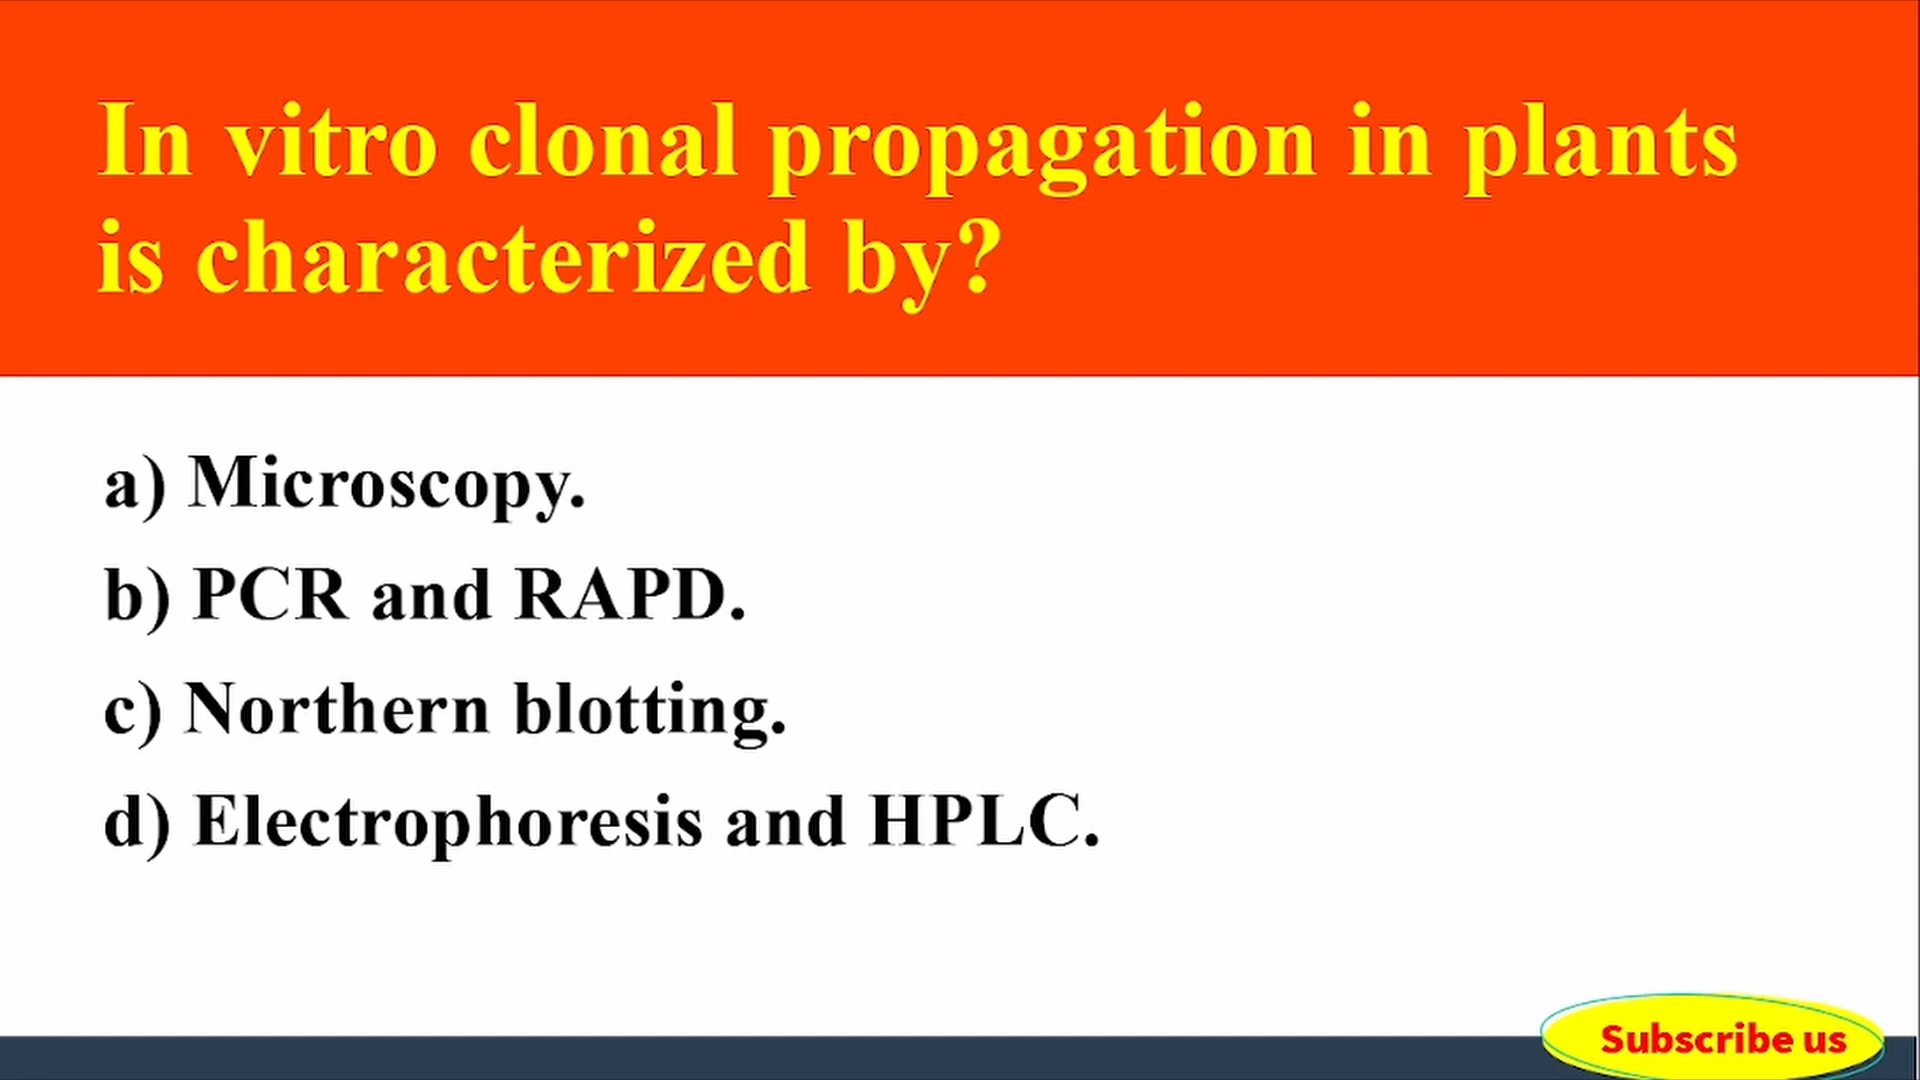 In vitro clonal propagation in plants
is characterized by?
a) Microscopy.
b) PCR and RAPD.
c) Northern blotting.
d) Electrophoresis and HPLC.
Subscribe us